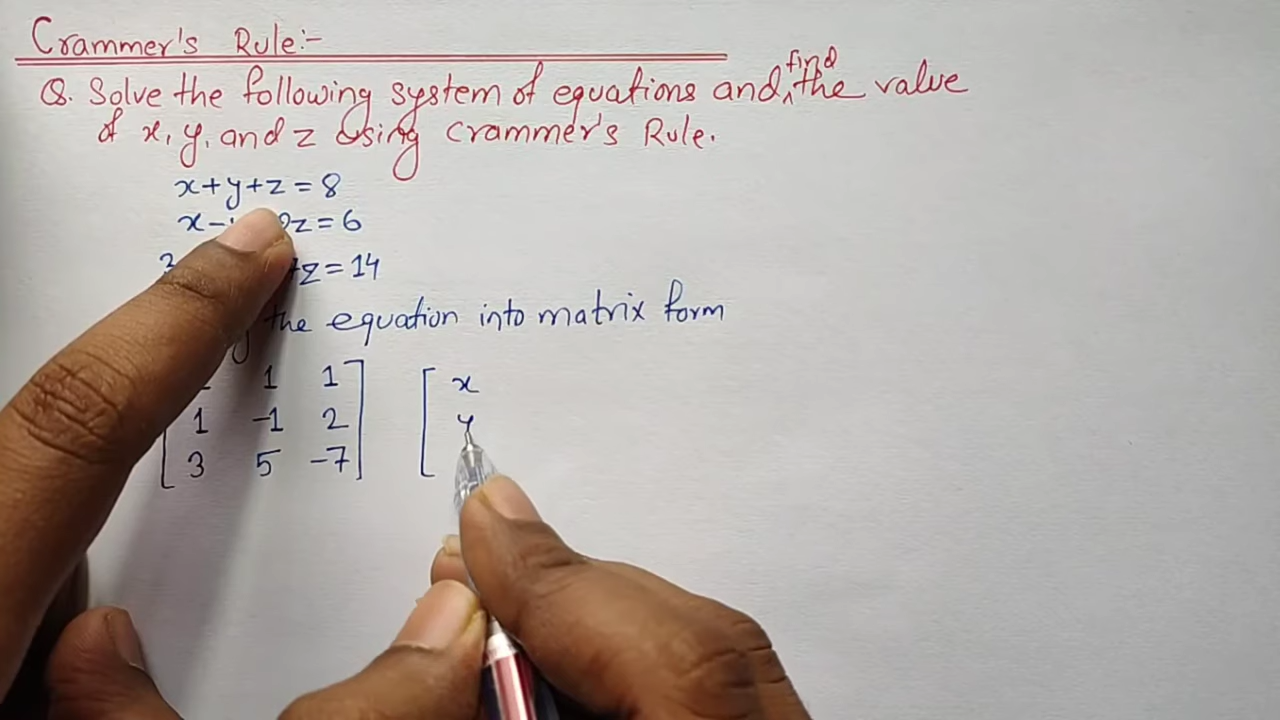 Crammer's Rule:-
Q. Solve the following system of equations and, find the value
of x, y, and z using Crammer's Rule.
x+y+z = 8
x- z = 6
3 z = 14
the equation into matrix form
1 1 x
1 -1 2 y
3 5 -7